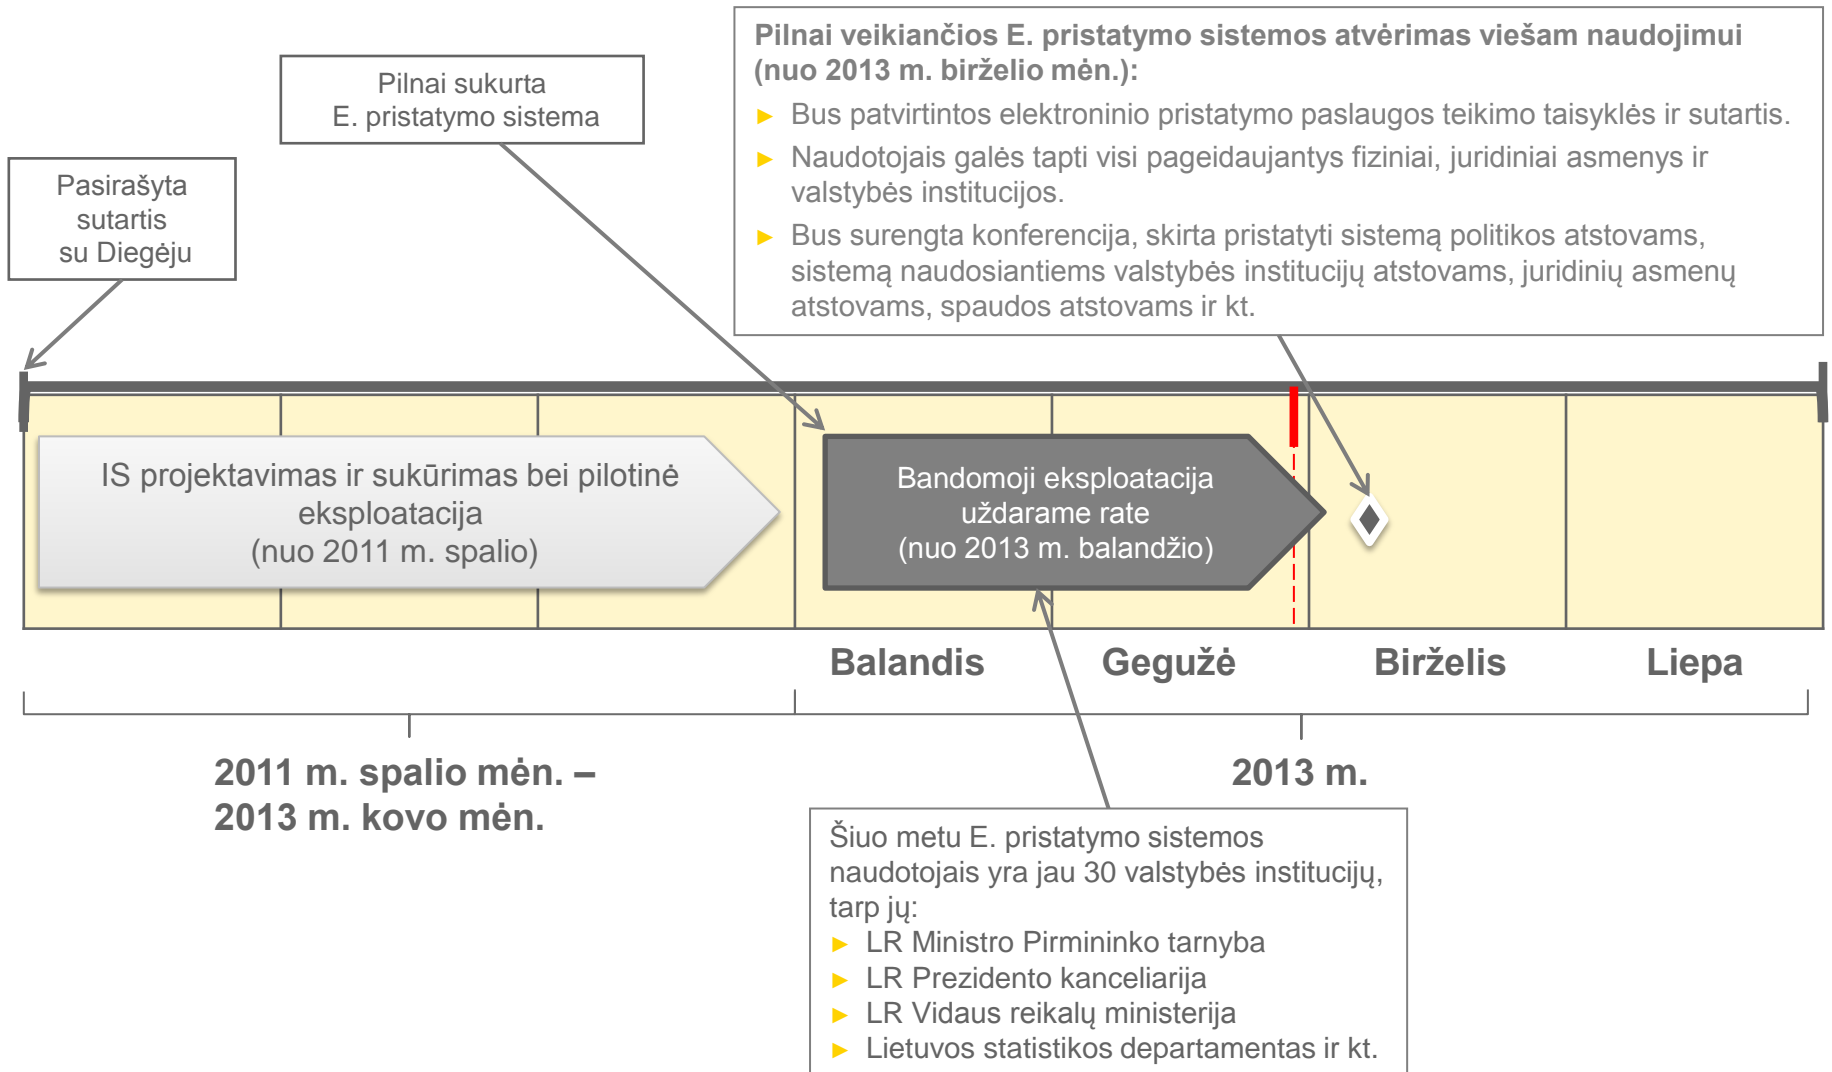 Pilnai veikiančios E. pristatymo sistemos atvėrimas viešam naudojimui
(nuo 2013 m. birželio mėn.):
► Bus patvirtintos elektroninio pristatymo paslaugos teikimo taisyklės ir sutartis.
► Naudotojais galės tapti visi pageidaujantys fiziniai, juridiniai asmenys ir
valstybės institucijos.
► Bus surengta konferencija, skirta pristatyti sistemą politikos atstovams,
sistemą naudosiantiems valstybės institucijų atstovams, juridinių asmenų
atstovams, spaudos atstovams ir kt.
Pilnai sukurta
E. pristatymo sistema
Pasirašyta
sutartis
su Diegėju
IS projektavimas ir sukūrimas bei pilotinė
eksploatacija
(nuo 2011 m. spalio)
Bandomoji eksploatacija
uždarame rate
(nuo 2013 m. balandžio)
Balandis
Gegužė
Birželis
Liepa
2011 m. spalio mėn. –
2013 m. kovo mėn.
2013 m.
Šiuo metu E. pristatymo sistemos
naudotojais yra jau 30 valstybės institucijų,
tarp jų:
► LR Ministro Pirmininko tarnyba
► LR Prezidento kanceliarija
► LR Vidaus reikalų ministerija
► Lietuvos statistikos departamentas ir kt.